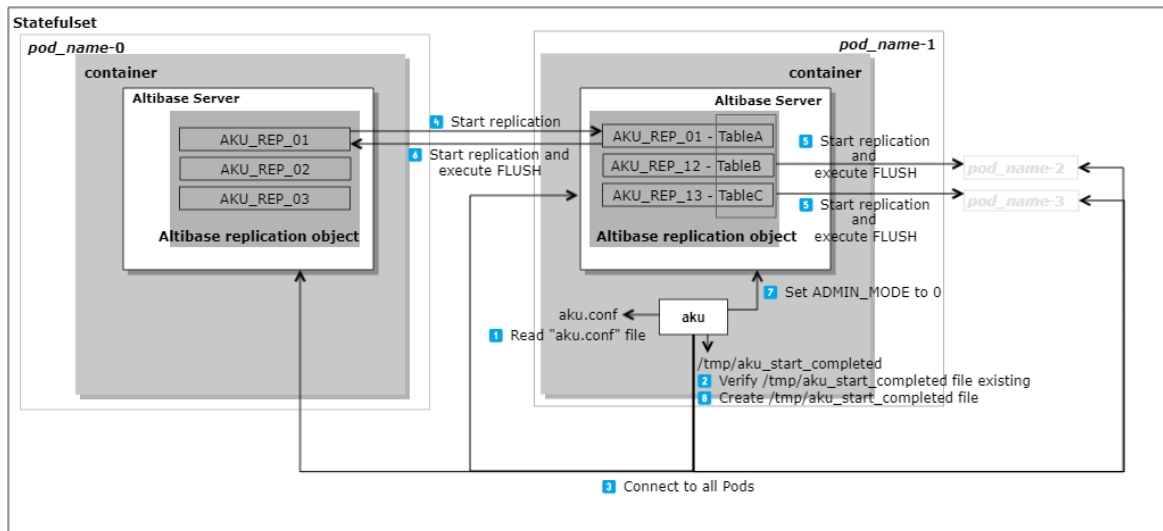 Statefulset
pod_name-0
container
Altibase Server
AKU_REP_01
AKU_REP_02
AKU_REP_03
Altibase replication object
4 Start replication
6 Start replication and
execute FLUSH
pod_name-1
container
Altibase Server
AKU_REP_01 - TableA
AKU_REP_12 - TableB
AKU_REP_13 - TableC
Altibase replication object
5 Start replication
and
execute FLUSH
5 Start replication
and
execute FLUSH
pod_name-2
pod_name-3
7 Set ADMIN_MODE to 0
aku.conf
aku
1 Read "aku.conf" file
/tmp/aku_start_completed
2 Verify /tmp/aku_start_completed file existing
8 Create /tmp/aku_start_completed file
3 Connect to all Pods